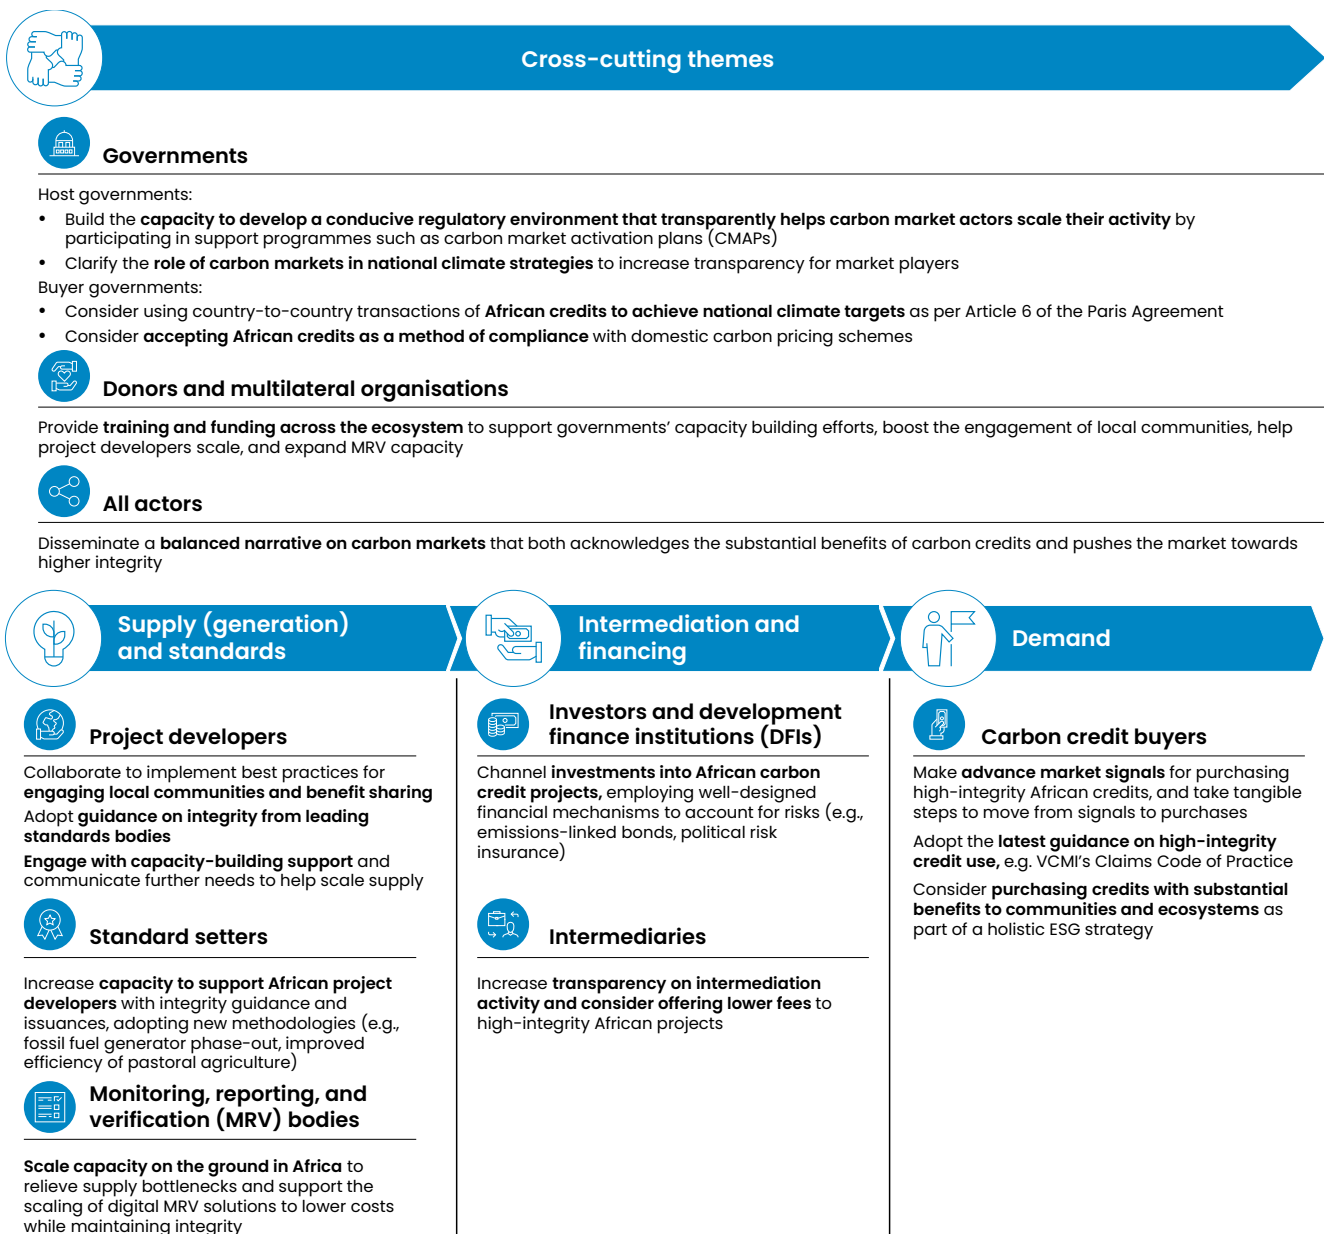 Cross-cutting themes
Governments
Host governments:
• Build the capacity to develop a conducive regulatory environment that transparently helps carbon market actors scale their activity by
participating in support programmes such as carbon market activation plans (CMAPs)
• Clarify the role of carbon markets in national climate strategies to increase transparency for market players
Buyer governments:
• Consider using country-to-country transactions of African credits to achieve national climate targets as per Article 6 of the Paris Agreement
• Consider accepting African credits as a method of compliance with domestic carbon pricing schemes
Donors and multilateral organisations
Provide training and funding across the ecosystem to support governments’ capacity building efforts, boost the engagement of local communities, help
project developers scale, and expand MRV capacity
All actors
Disseminate a balanced narrative on carbon markets that both acknowledges the substantial benefits of carbon credits and pushes the market towards
higher integrity
Supply (generation)
and standards
Project developers
Collaborate to implement best practices for
engaging local communities and benefit sharing
Adopt guidance on integrity from leading
standards bodies
Engage with capacity-building support and
communicate further needs to help scale supply
Standard setters
Increase capacity to support African project
developers with integrity guidance and
issuances, adopting new methodologies (e.g.,
fossil fuel generator phase-out, improved
efficiency of pastoral agriculture)
Monitoring, reporting, and
verification (MRV) bodies
Scale capacity on the ground in Africa to
relieve supply bottlenecks and support the
scaling of digital MRV solutions to lower costs
while maintaining integrity
Intermediation and
financing
Investors and development
finance institutions (DFIs)
Channel investments into African carbon
credit projects, employing well-designed
financial mechanisms to account for risks (e.g.,
emissions-linked bonds, political risk
insurance)
Intermediaries
Increase transparency on intermediation
activity and consider offering lower fees to
high-integrity African projects
Demand
Carbon credit buyers
Make advance market signals for purchasing
high-integrity African credits, and take tangible
steps to move from signals to purchases
Adopt the latest guidance on high-integrity
credit use, e.g. VCMI’s Claims Code of Practice
Consider purchasing credits with substantial
benefits to communities and ecosystems as
part of a holistic ESG strategy